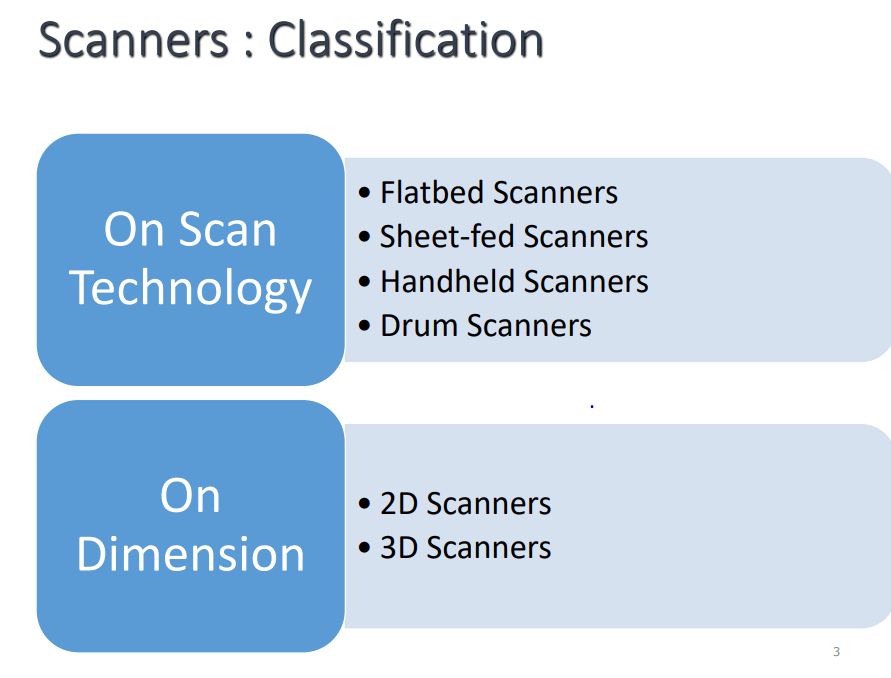 Scanners : Classification
On Scan
Technology
• Flatbed Scanners
• Sheet-fed Scanners
• Handheld Scanners
• Drum Scanners
On
Dimension
• 2D Scanners
• 3D Scanners
3